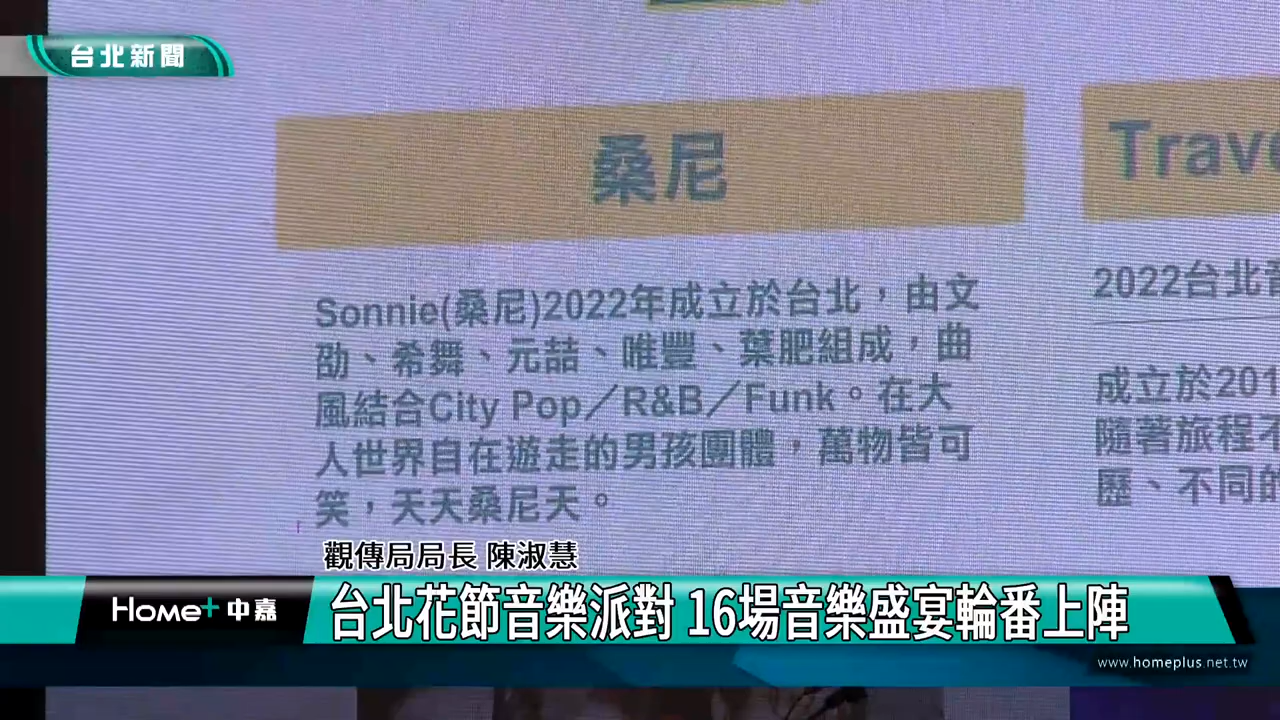 台北新聞
桑尼
Sonnie(桑尼)2022年成立於台北，由文
劭、希舞、元喆、唯豐、葉肥組成，曲
風結合City Pop／R&B／Funk。在大
人世界自在遊走的男孩團體，萬物皆可
笑，天天桑尼天。
Trav
2022台北
成立於201
隨著旅程不
歷、不同的
觀傳局局長 陳淑慧
Home+中嘉
台北花節音樂派對 16場音樂盛宴輪番上陣
www.homeplus.net.tw